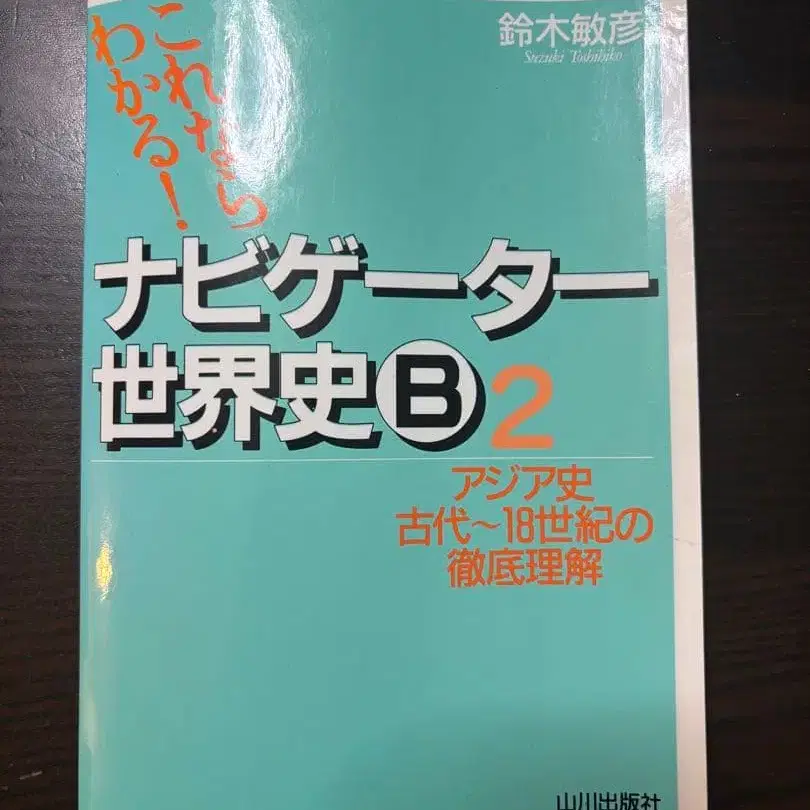 これなら
わかる!
鈴木敏彦
Suzuki Toshihiko
ナビゲーター
世界史Ⓑ2
アジア史
古代～18世紀の
徹底理解
山川出版社